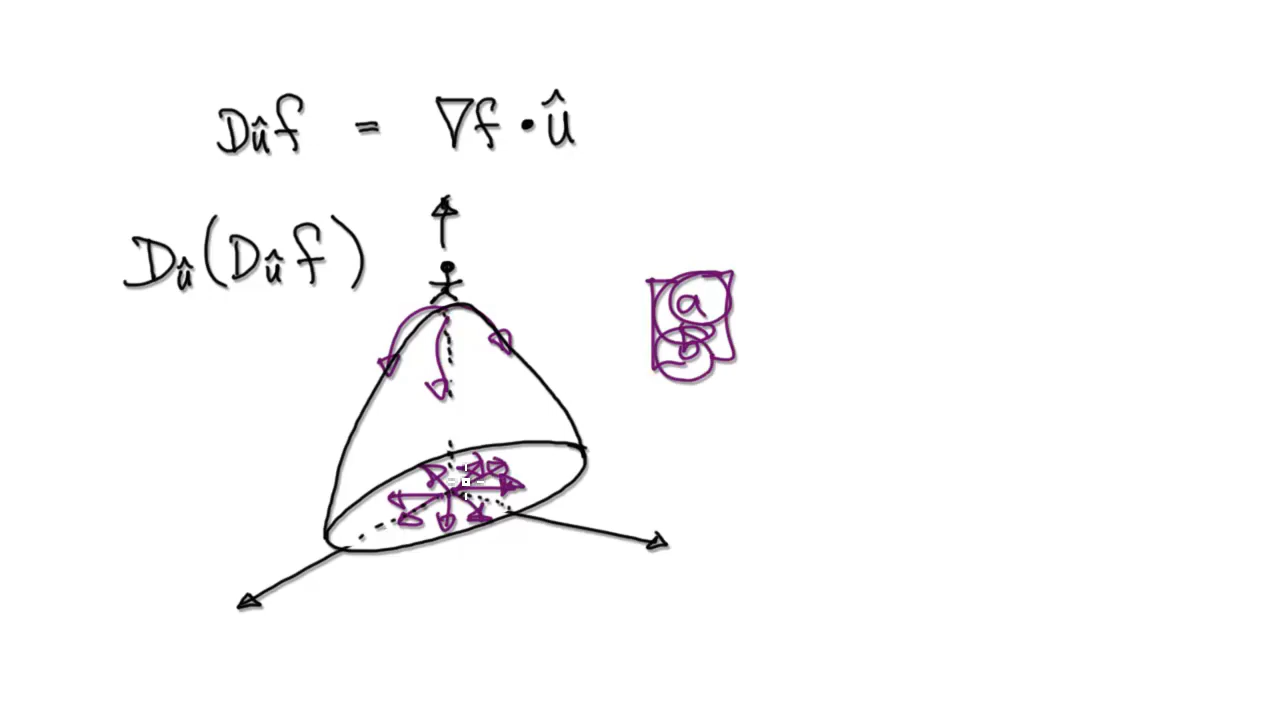 Dûf = ∇f · û
Dû(Dûf)
a
b